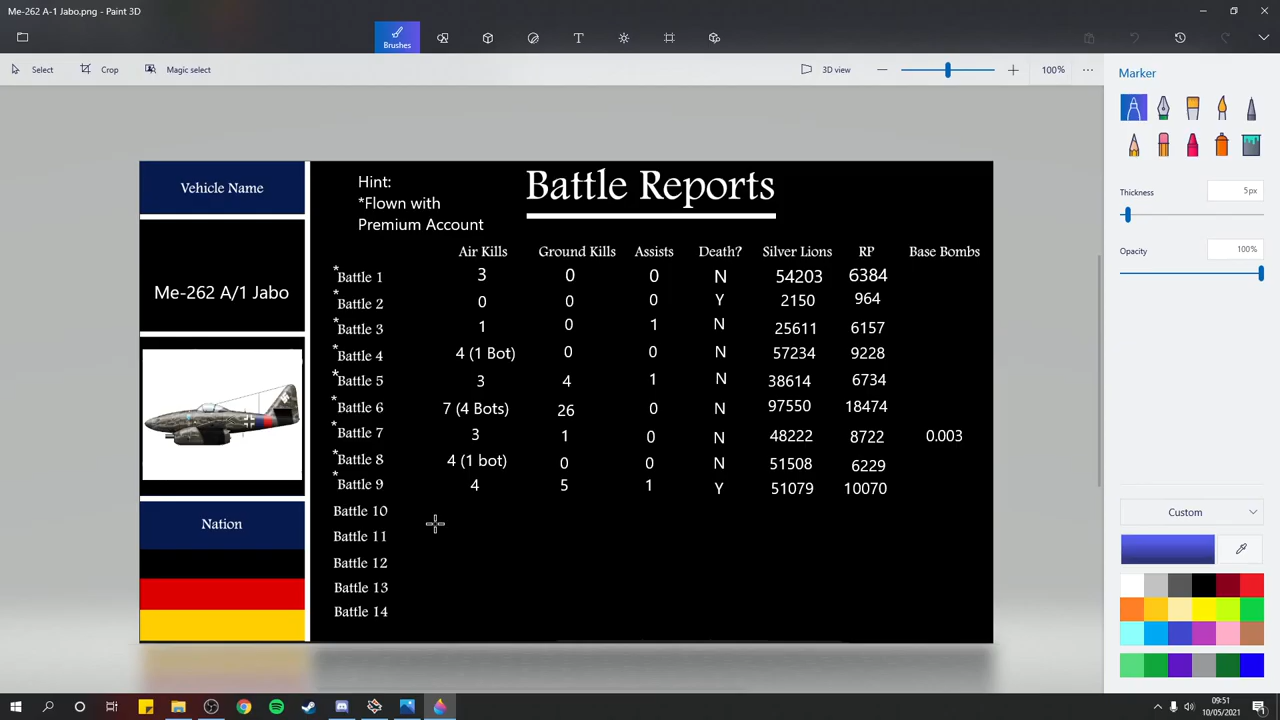 Me-262 A-1 Jabo.png - Paint 3D
Brushes
Select Crop Magic select 3D view 100%
Marker
Thickness 5px
Opacity 100%
Custom
Vehicle Name
Me-262 A/1 Jabo
Nation
Hint:
*Flown with
Premium Account
Battle Reports
Air Kills Ground Kills Assists Death? Silver Lions RP Base Bombs
*Battle 1 3 0 0 N 54203 6384
*Battle 2 0 0 0 Y 2150 964
*Battle 3 1 0 1 N 25611 6157
*Battle 4 4 (1 Bot) 0 0 N 57234 9228
*Battle 5 3 4 1 N 38614 6734
*Battle 6 7 (4 Bots) 26 0 N 97550 18474
*Battle 7 3 1 0 N 48222 8722 0.003
*Battle 8 4 (1 bot) 0 0 N 51508 6229
*Battle 9 4 5 1 Y 51079 10070
Battle 10
Battle 11
Battle 12
Battle 13
Battle 14
09:51
10/05/2021